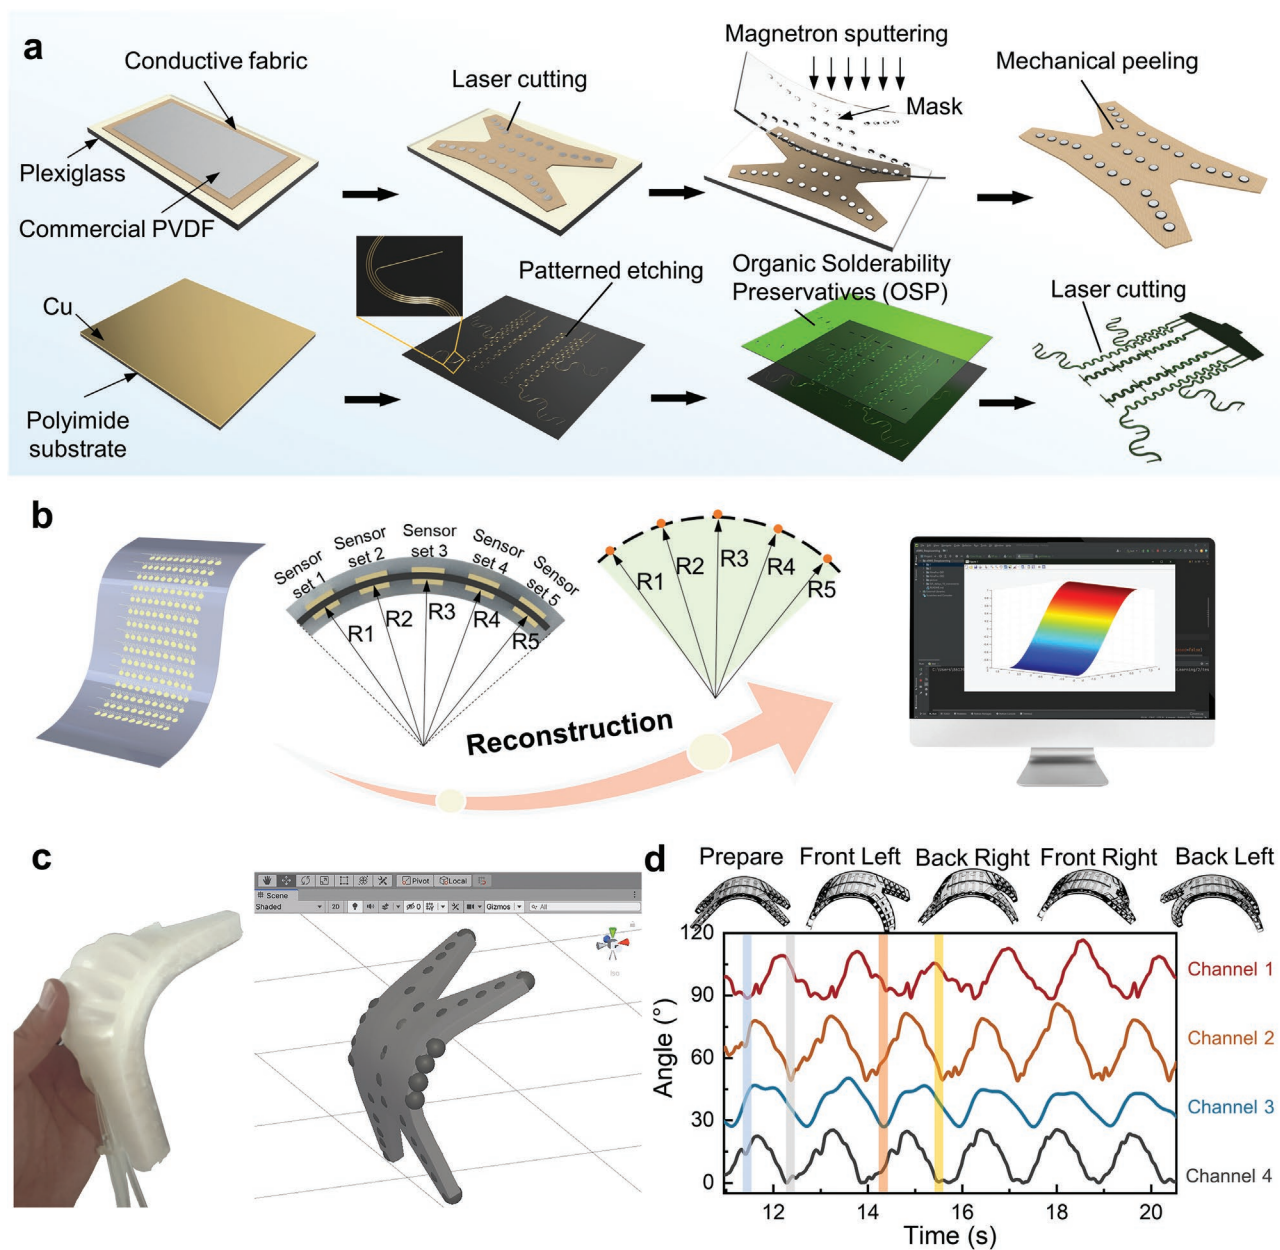 a
Conductive fabric
Plexiglass
Commercial PVDF
Laser cutting
Magnetron sputtering
Mask
Mechanical peeling
Cu
Polyimide
substrate
Patterned etching
Organic Solderability
Preservatives (OSP)
Laser cutting
b
Sensor
set 1
Sensor
set 2
Sensor
set 3
Sensor
set 4
Sensor
set 5
R1
R2
R3
R4
R5
R1
R2
R3
R4
R5
Reconstruction
c
Pivot
Local
Scene
Shaded
2D
0
Gizmos
All
Iso
d
Prepare
Front Left
Back Right
Front Right
Back Left
Angle (°)
120
90
60
30
0
12
14
16
18
20
Time (s)
Channel 1
Channel 2
Channel 3
Channel 4